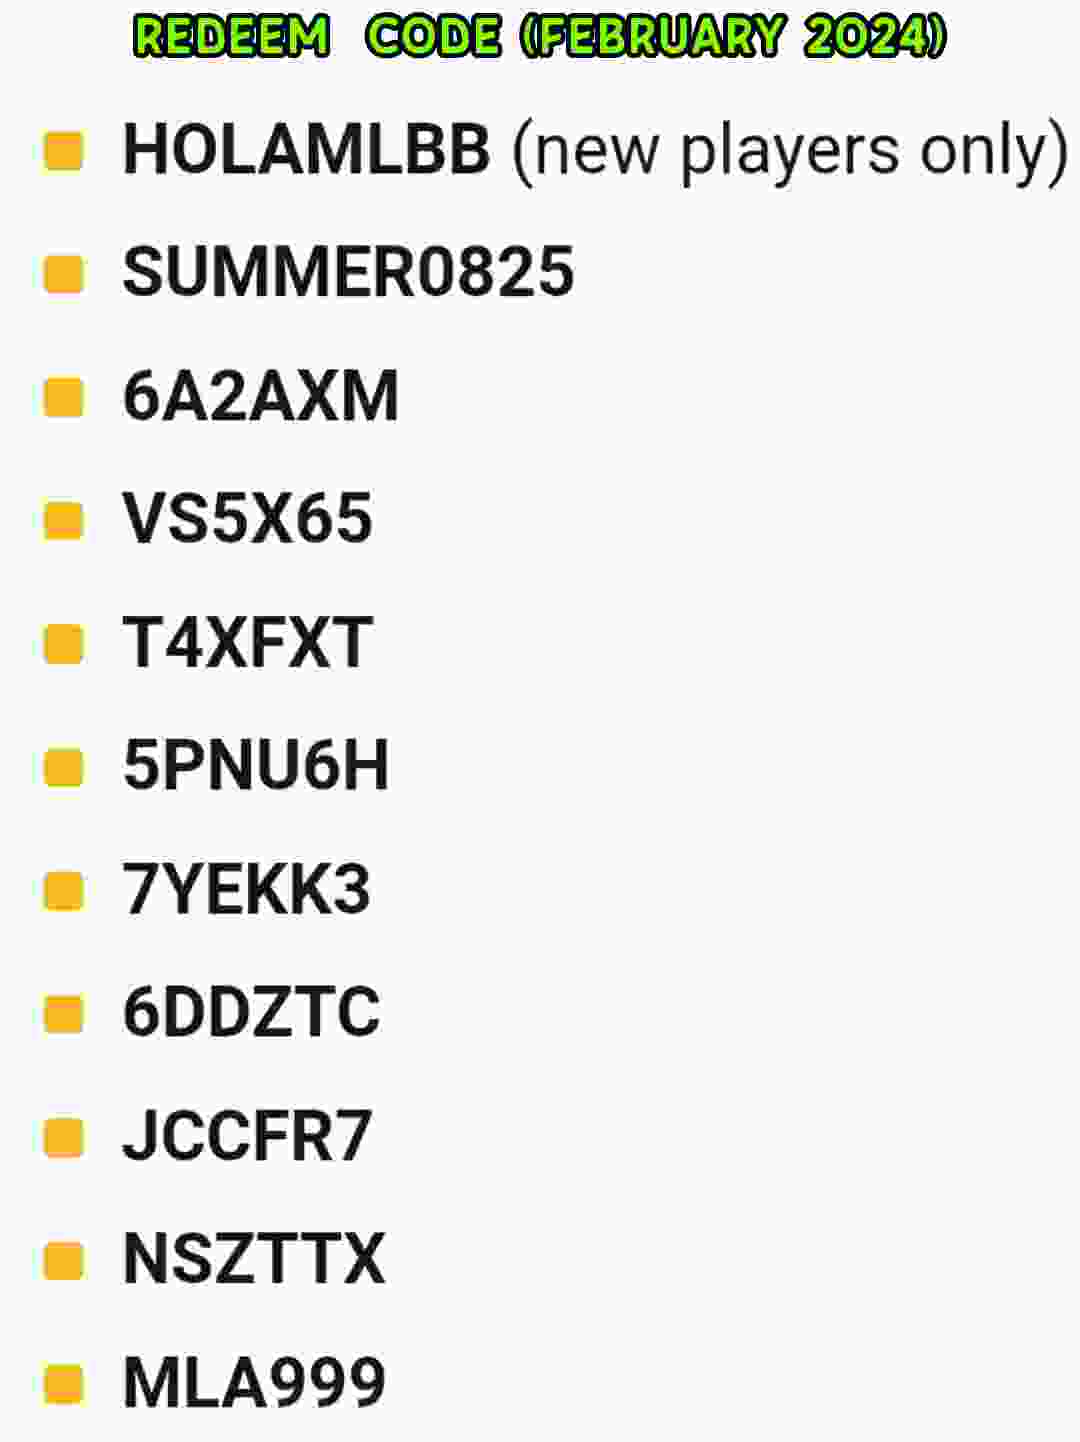 REDEEM CODE (FEBRUARY 2024)
HOLAMLBB (new players only)
SUMMER0825
6A2AXM
VS5X65
T4XFXT
5PNU6H
7YEKK3
6DDZTC
JCCFR7
NSZTTX
MLA999